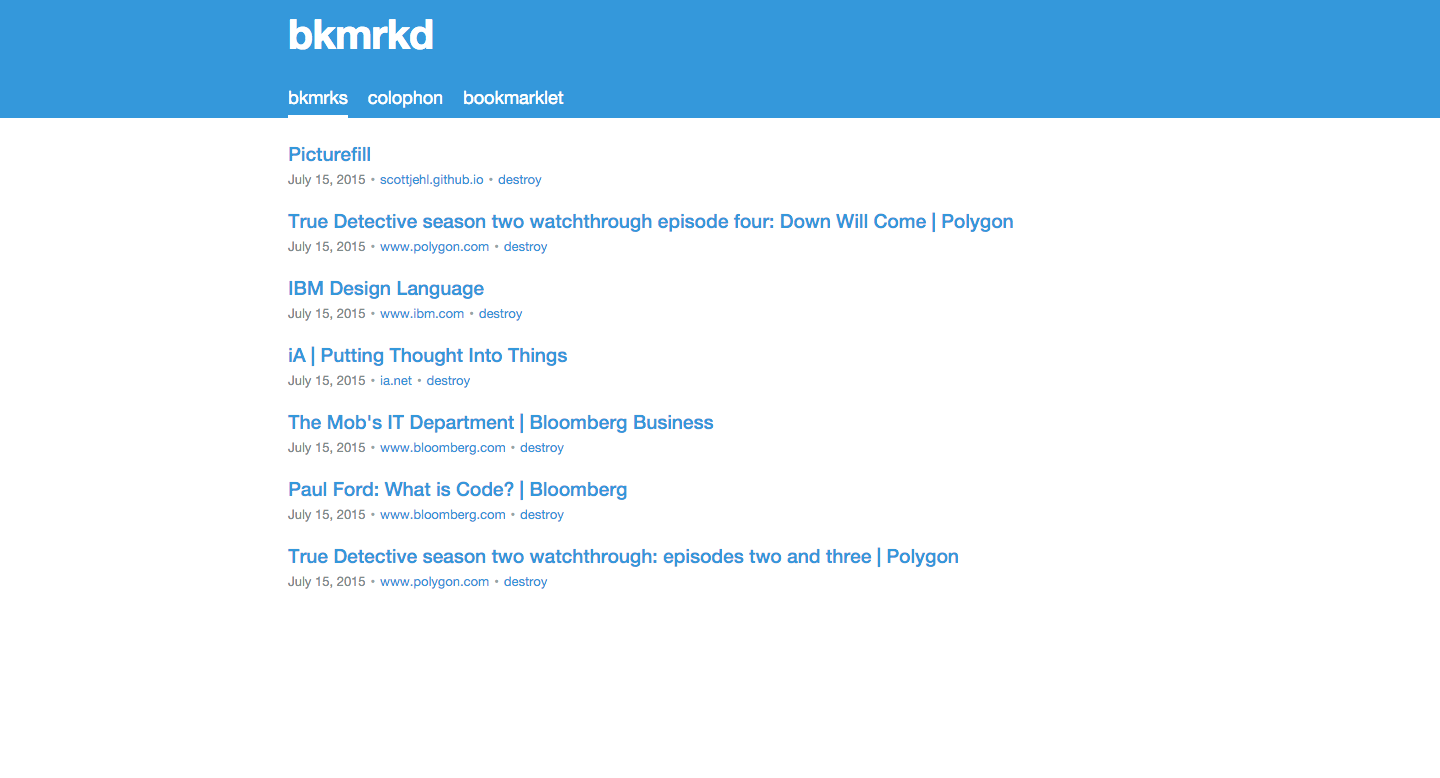 bkmrkd
bkmrks colophon bookmarklet
Picturefill
July 15, 2015 • scottjehl.github.io • destroy
True Detective season two watchthrough episode four: Down Will Come | Polygon
July 15, 2015 • www.polygon.com • destroy
IBM Design Language
July 15, 2015 • www.ibm.com • destroy
iA | Putting Thought Into Things
July 15, 2015 • ia.net • destroy
The Mob's IT Department | Bloomberg Business
July 15, 2015 • www.bloomberg.com • destroy
Paul Ford: What is Code? | Bloomberg
July 15, 2015 • www.bloomberg.com • destroy
True Detective season two watchthrough: episodes two and three | Polygon
July 15, 2015 • www.polygon.com • destroy